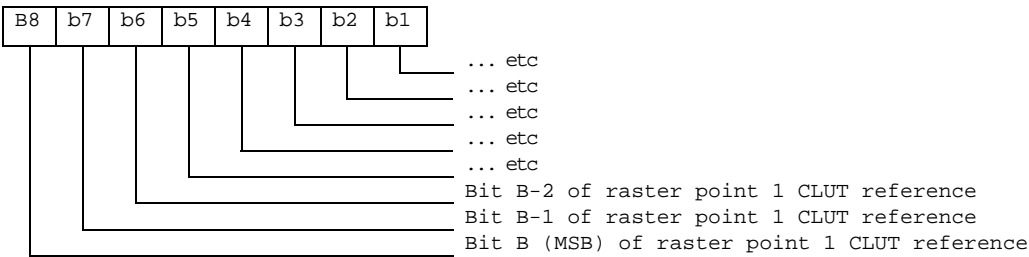 B8 b7 b6 b5 b4 b3 b2 b1
... etc
... etc
... etc
... etc
... etc
Bit B-2 of raster point 1 CLUT reference
Bit B-1 of raster point 1 CLUT reference
Bit B (MSB) of raster point 1 CLUT reference